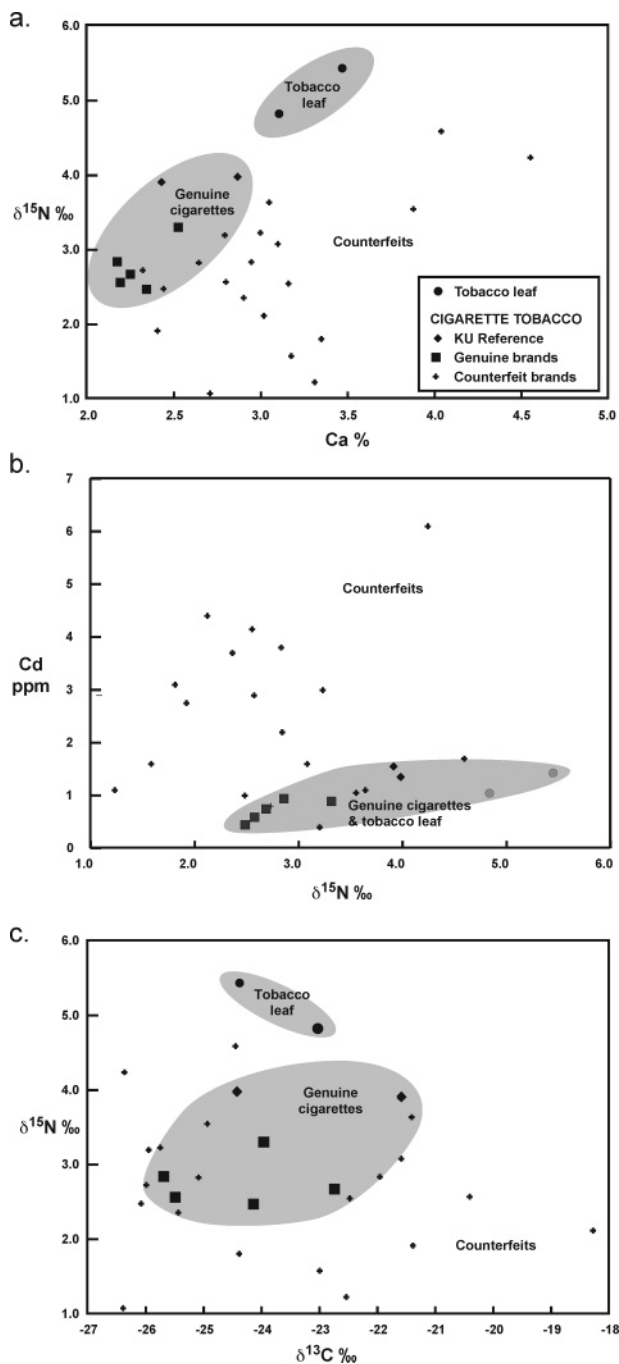 a.
6.0
5.0
4.0
3.0
2.0
1.0
δ15N ‰
Tobacco
leaf
Genuine
cigarettes
Counterfeits
Tobacco leaf
CIGARETTE TOBACCO
KU Reference
Genuine brands
Counterfeit brands
2.0 2.5 3.0 3.5 4.0 4.5 5.0
Ca %
b.
7
6
5
4
3
2
1
0
Cd
ppm
Counterfeits
Genuine cigarettes
& tobacco leaf
1.0 2.0 3.0 4.0 5.0 6.0
δ15N ‰
c.
6.0
5.0
4.0
3.0
2.0
1.0
δ15N ‰
Tobacco
leaf
Genuine
cigarettes
Counterfeits
-27 -26 -25 -24 -23 -22 -21 -20 -19 -18
δ13C ‰